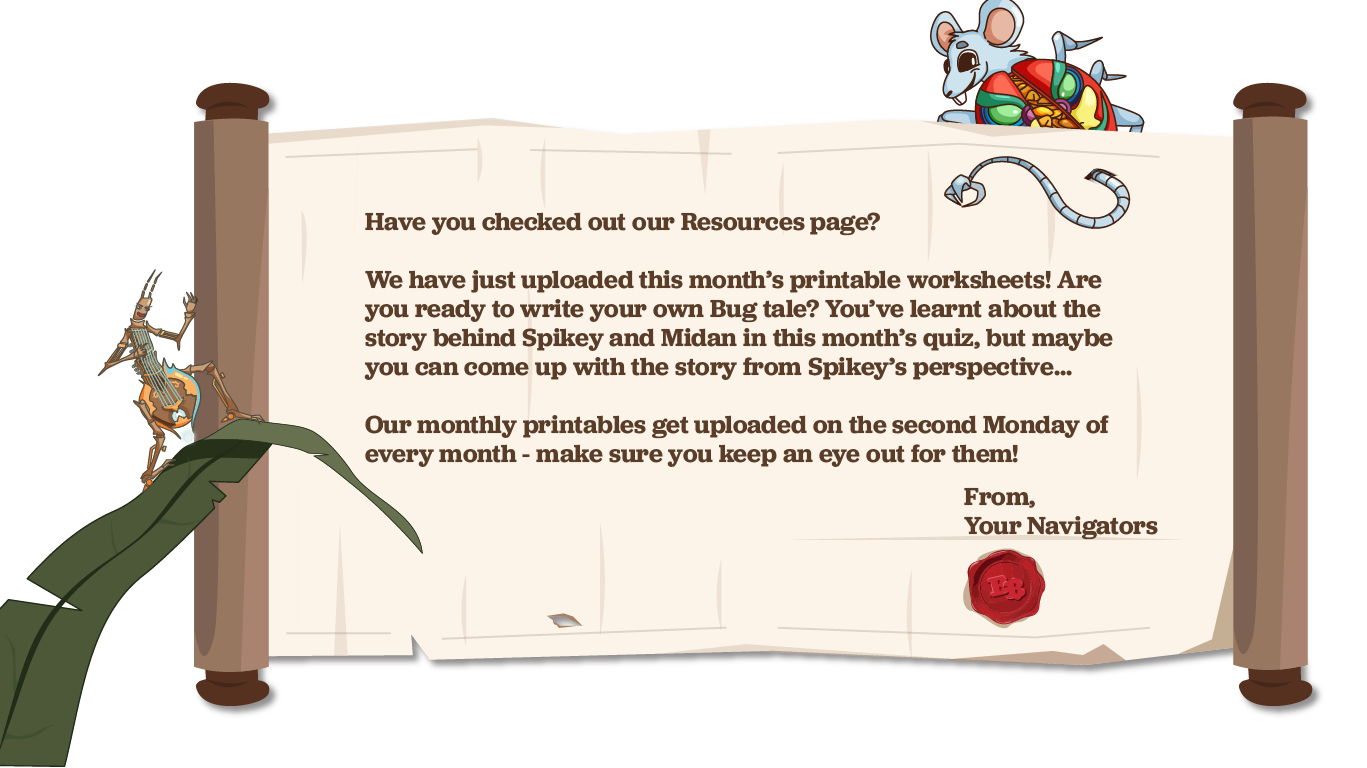 Have you checked out our Resources page?
We have just uploaded this month’s printable worksheets! Are
you ready to write your own Bug tale? You’ve learnt about the
story behind Spikey and Midan in this month’s quiz, but maybe
you can come up with the story from Spikey’s perspective...
Our monthly printables get uploaded on the second Monday of
every month - make sure you keep an eye out for them!
From,
Your Navigators
EB